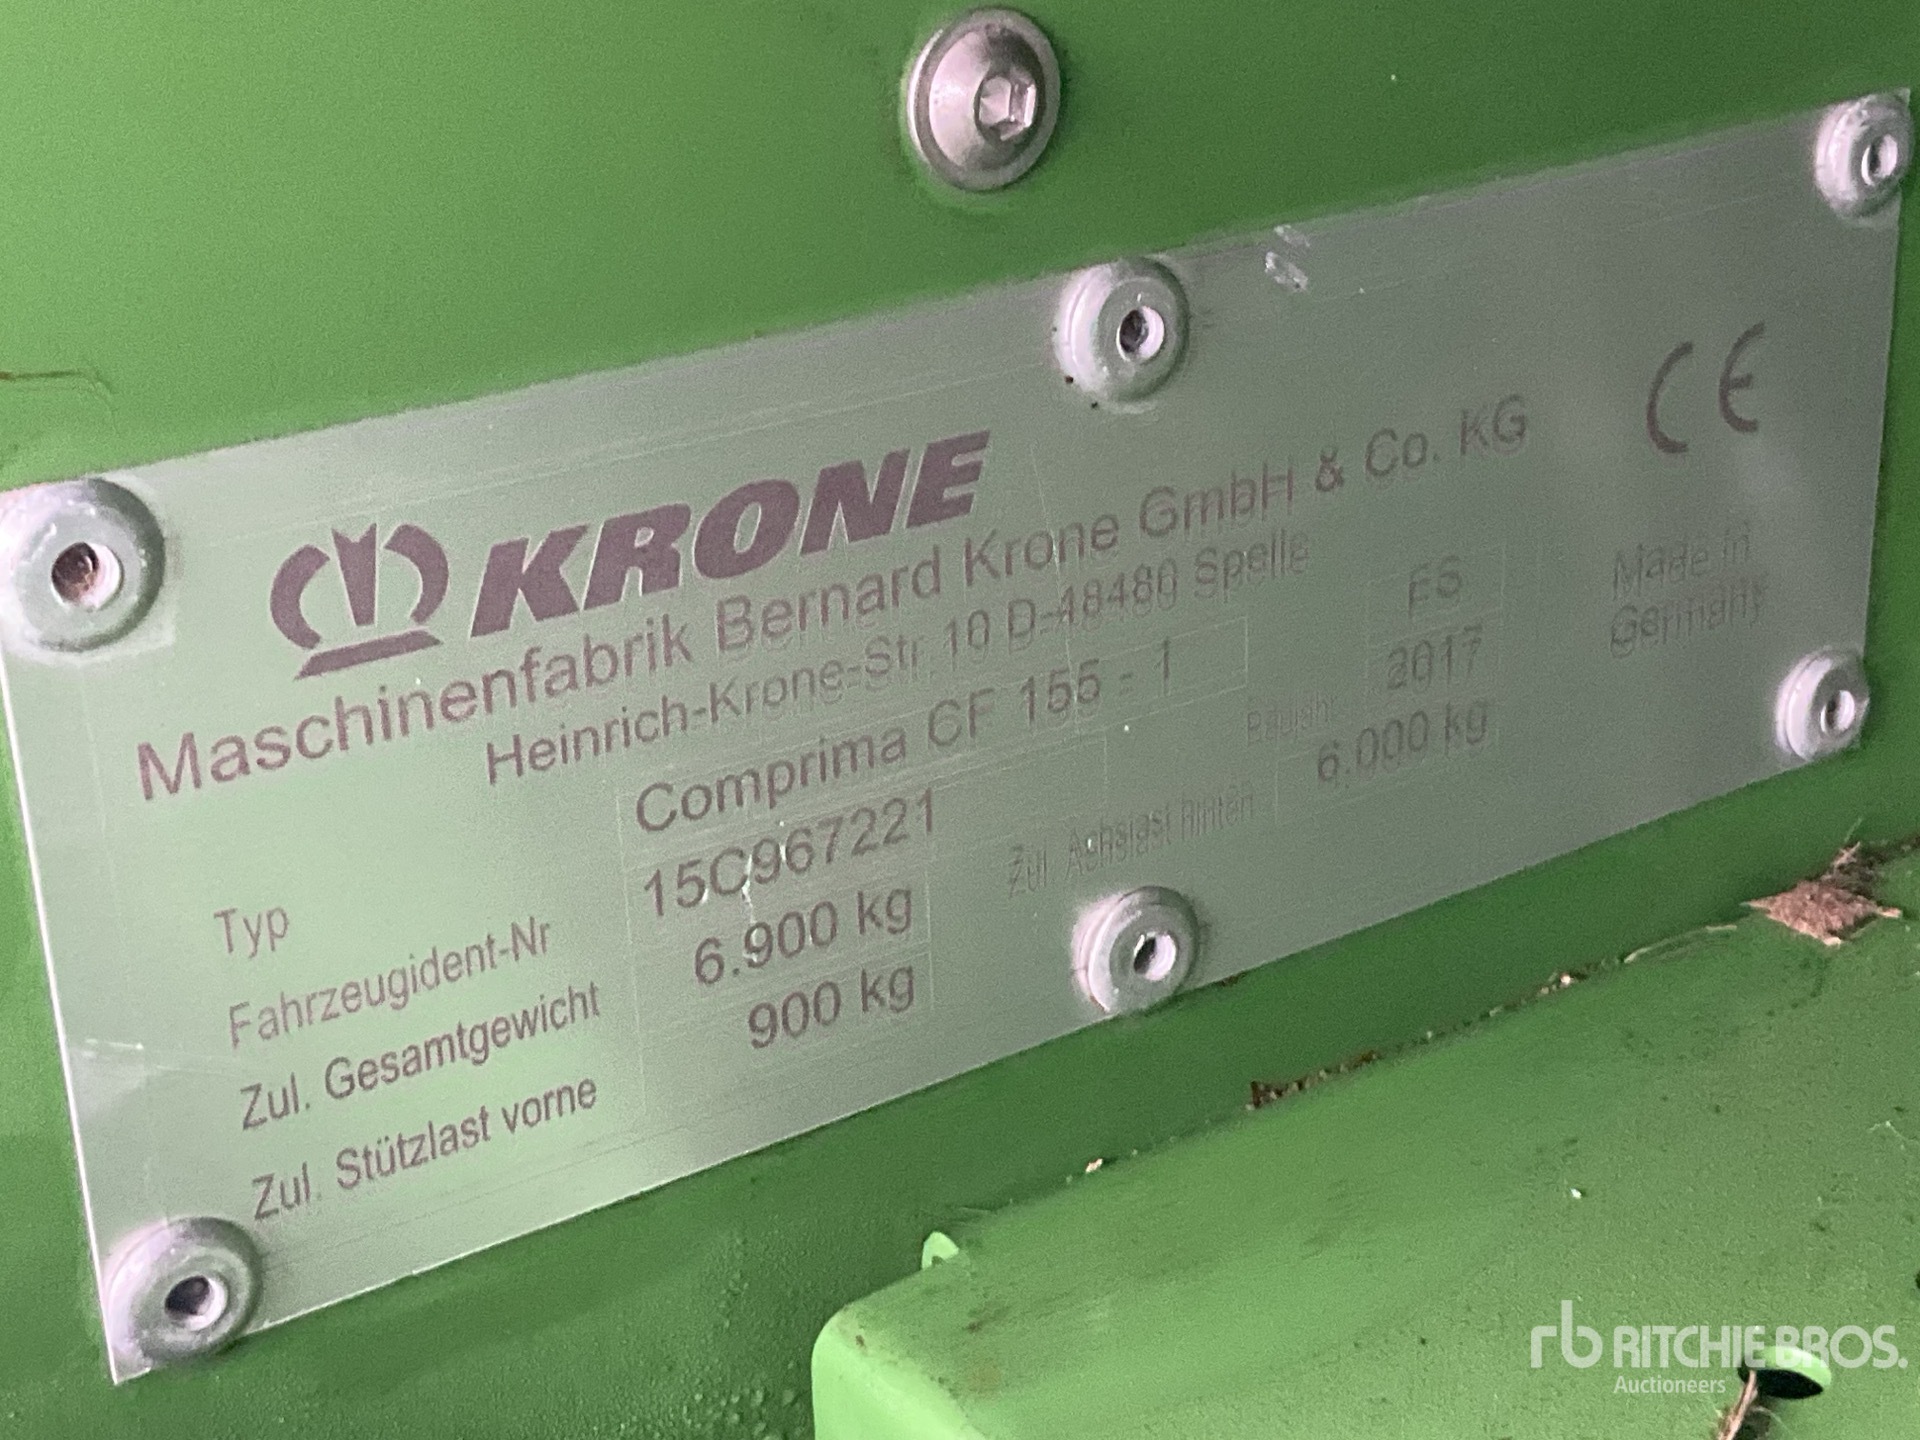 KRONE
CE
Maschinenfabrik Bernard Krone GmbH & Co. KG
Heinrich-Krone-Str. 10 D-48480 Spelle
Made in
Germany
Typ Comprima CF 155 - 1 ES
Fahrzeugident-Nr 15C967221 Baujahr 2017
Zul. Gesamtgewicht 6.900 kg Zul. Achslast hinten 6.000 kg
Zul. Stützlast vorne 900 kg
rb RITCHIE BROS.
Auctioneers